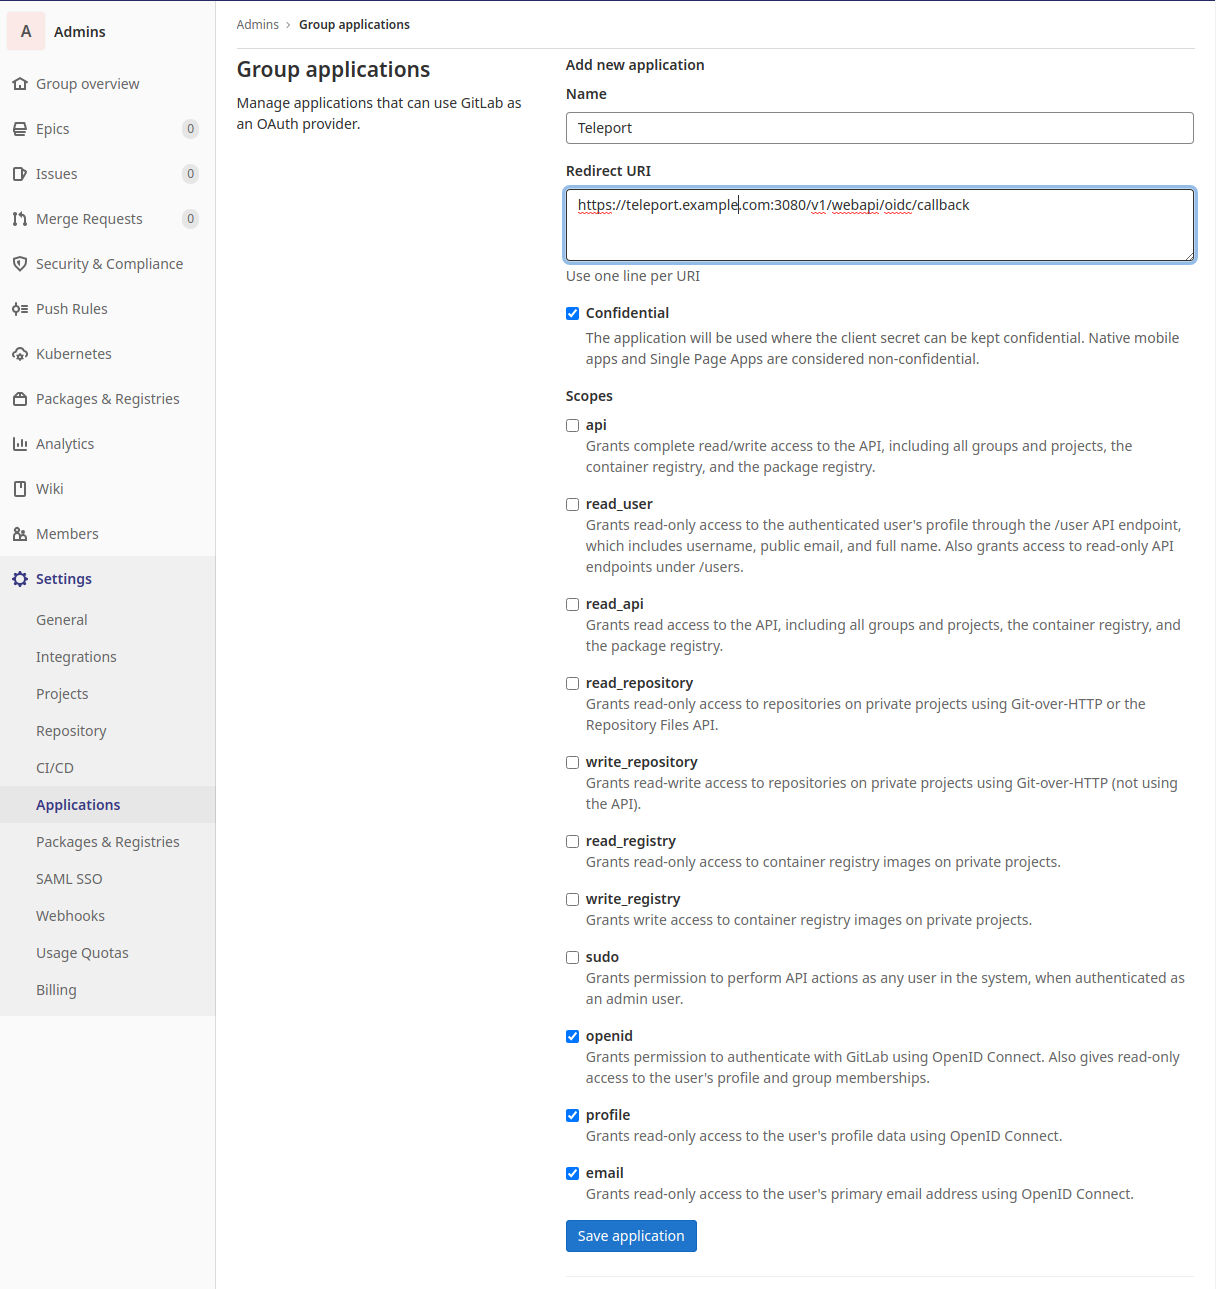 A Admins
Group overview
Epics 0
Issues 0
Merge Requests 0
Security & Compliance
Push Rules
Kubernetes
Packages & Registries
Analytics
Wiki
Members
Settings
General
Integrations
Projects
Repository
CI/CD
Applications
Packages & Registries
SAML SSO
Webhooks
Usage Quotas
Billing
Admins › Group applications
Group applications
Manage applications that can use GitLab as
an OAuth provider.
Add new application
Name
Teleport
Redirect URI
https://teleport.example.com:3080/v1/webapi/oidc/callback
Use one line per URI
Confidential
The application will be used where the client secret can be kept confidential. Native mobile
apps and Single Page Apps are considered non-confidential.
Scopes
api
Grants complete read/write access to the API, including all groups and projects, the
container registry, and the package registry.
read_user
Grants read-only access to the authenticated user's profile through the /user API endpoint,
which includes username, public email, and full name. Also grants access to read-only API
endpoints under /users.
read_api
Grants read access to the API, including all groups and projects, the container registry, and
the package registry.
read_repository
Grants read-only access to repositories on private projects using Git-over-HTTP or the
Repository Files API.
write_repository
Grants read-write access to repositories on private projects using Git-over-HTTP (not using
the API).
read_registry
Grants read-only access to container registry images on private projects.
write_registry
Grants write access to container registry images on private projects.
sudo
Grants permission to perform API actions as any user in the system, when authenticated as
an admin user.
openid
Grants permission to authenticate with GitLab using OpenID Connect. Also gives read-only
access to the user's profile and group memberships.
profile
Grants read-only access to the user's profile data using OpenID Connect.
email
Grants read-only access to the user's primary email address using OpenID Connect.
Save application